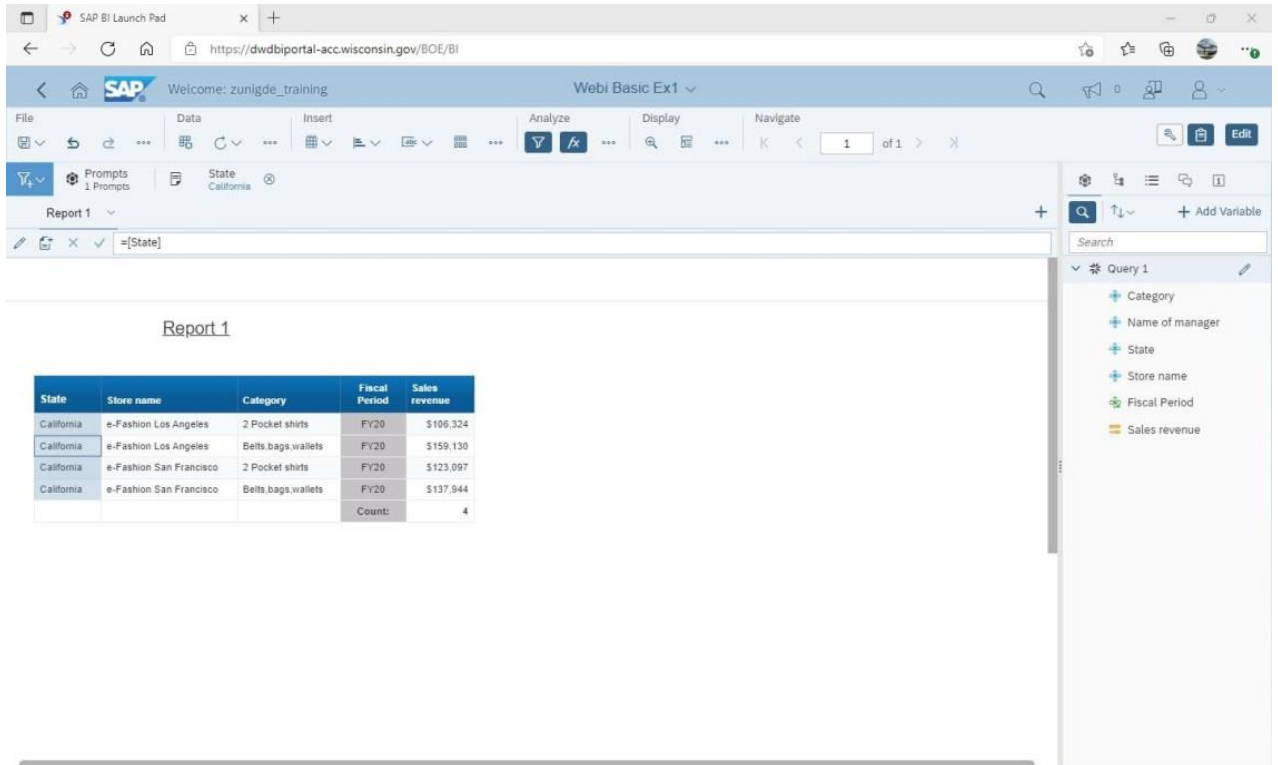 SAP BI Launch Pad
https://dwdbiportal-acc.wisconsin.gov/BOE/BI
SAP Welcome: zunigde_training Webi Basic Ex1 0
File Data Insert Analyze Display Navigate
abc fx 1 of 1 Edit
Prompts
1 Prompts
State
California
Report 1 + Add Variable
=[State] Search
Query 1
Category
Name of manager
State
Store name
Fiscal Period
Sales revenue
Report 1
State Store name Category Fiscal Period Sales revenue
California e-Fashion Los Angeles 2 Pocket shirts FY20 $106,324
California e-Fashion Los Angeles Belts,bags,wallets FY20 $159,130
California e-Fashion San Francisco 2 Pocket shirts FY20 $123,097
California e-Fashion San Francisco Belts,bags,wallets FY20 $137,944
Count: 4